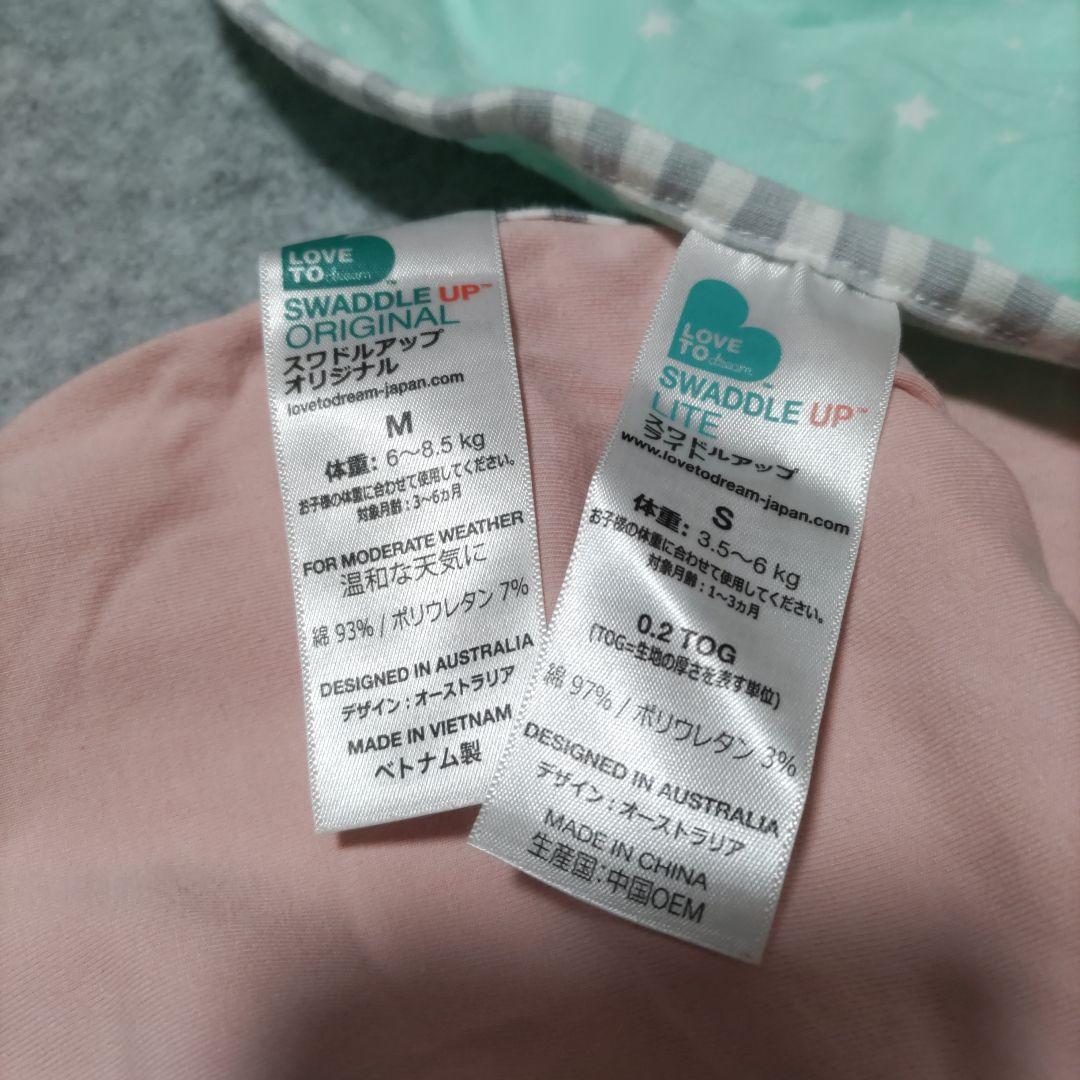 LOVE
TO dream™
SWADDLE UP™
ORIGINAL
スワドルアップ
オリジナル
lovetodream-japan.com
M
体重: 6～8.5 kg
お子様の体重に合わせて使用してください。
対象月齢：3～6ヵ月
FOR MODERATE WEATHER
温和な天気に
綿 93% / ポリウレタン 7%
DESIGNED IN AUSTRALIA
デザイン：オーストラリア
MADE IN VIETNAM
ベトナム製
LOVE
TO dream™
SWADDLE UP™
LITE
スワドルアップ
ライト
www.lovetodream-japan.com
S
体重: 3.5～6 kg
お子様の体重に合わせて使用してください。
対象月齢：1～3ヵ月
0.2 TOG
(TOG=生地の厚さを表す単位)
綿 97% / ポリウレタン 3%
DESIGNED IN AUSTRALIA
デザイン：オーストラリア
MADE IN CHINA
生産国：中国OEM